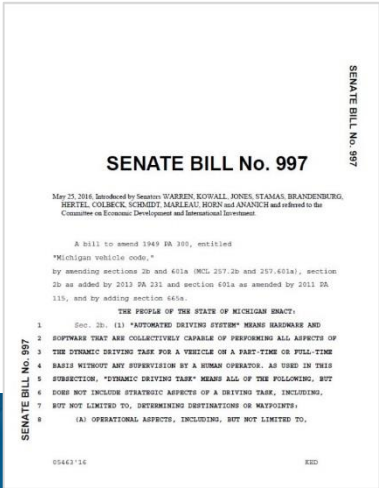 SENATE BILL No. 997
SENATE BILL No. 997
May 25, 2016, Introduced by Senators WARREN, KOWALL, JONES, STAMAS, BRANDENBURG,
HERTEL, COLBECK, SCHMIDT, MARLEAU, HORN and ANANICH and referred to the
Committee on Economic Development and International Investment.
A bill to amend 1949 PA 300, entitled
"Michigan vehicle code,"
by amending sections 2b and 601a (MCL 257.2b and 257.601a), section
2b as added by 2013 PA 231 and section 601a as amended by 2011 PA
115, and by adding section 665a.
THE PEOPLE OF THE STATE OF MICHIGAN ENACT:
1 Sec. 2b. (1) "AUTOMATED DRIVING SYSTEM" MEANS HARDWARE AND
2 SOFTWARE THAT ARE COLLECTIVELY CAPABLE OF PERFORMING ALL ASPECTS OF
3 THE DYNAMIC DRIVING TASK FOR A VEHICLE ON A PART-TIME OR FULL-TIME
4 BASIS WITHOUT ANY SUPERVISION BY A HUMAN OPERATOR. AS USED IN THIS
5 SUBSECTION, "DYNAMIC DRIVING TASK" MEANS ALL OF THE FOLLOWING, BUT
6 DOES NOT INCLUDE STRATEGIC ASPECTS OF A DRIVING TASK, INCLUDING,
7 BUT NOT LIMITED TO, DETERMINING DESTINATIONS OR WAYPOINTS:
8 (A) OPERATIONAL ASPECTS, INCLUDING, BUT NOT LIMITED TO,
SENATE BILL No. 997
05463'16 EED